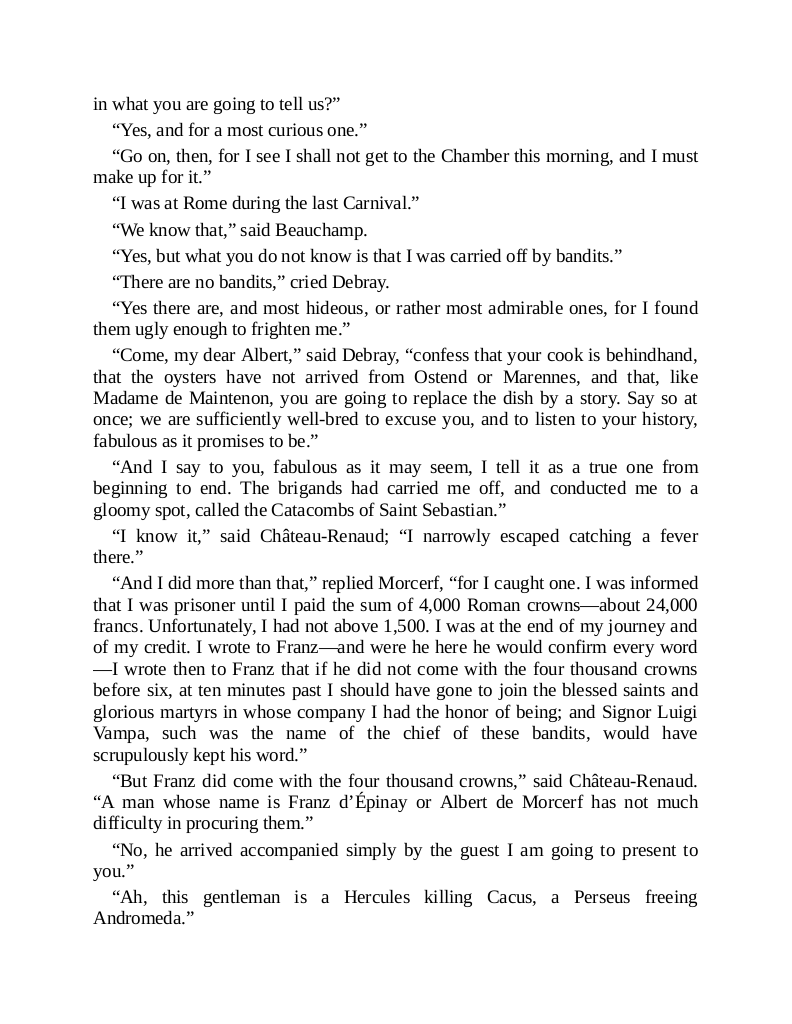 in what you are going to tell us?”
“Yes, and for a most curious one.”
“Go on, then, for I see I shall not get to the Chamber this morning, and I must
make up for it.”
“I was at Rome during the last Carnival.”
“We know that,” said Beauchamp.
“Yes, but what you do not know is that I was carried off by bandits.”
“There are no bandits,” cried Debray.
“Yes there are, and most hideous, or rather most admirable ones, for I found
them ugly enough to frighten me.”
“Come, my dear Albert,” said Debray, “confess that your cook is behindhand,
that the oysters have not arrived from Ostend or Marennes, and that, like
Madame de Maintenon, you are going to replace the dish by a story. Say so at
once; we are sufficiently well-bred to excuse you, and to listen to your history,
fabulous as it promises to be.”
“And I say to you, fabulous as it may seem, I tell it as a true one from
beginning to end. The brigands had carried me off, and conducted me to a
gloomy spot, called the Catacombs of Saint Sebastian.”
“I know it,” said Château-Renaud; “I narrowly escaped catching a fever
there.”
“And I did more than that,” replied Morcerf, “for I caught one. I was informed
that I was prisoner until I paid the sum of 4,000 Roman crowns—about 24,000
francs. Unfortunately, I had not above 1,500. I was at the end of my journey and
of my credit. I wrote to Franz—and were he here he would confirm every word
—I wrote then to Franz that if he did not come with the four thousand crowns
before six, at ten minutes past I should have gone to join the blessed saints and
glorious martyrs in whose company I had the honor of being; and Signor Luigi
Vampa, such was the name of the chief of these bandits, would have
scrupulously kept his word.”
“But Franz did come with the four thousand crowns,” said Château-Renaud.
“A man whose name is Franz d’Épinay or Albert de Morcerf has not much
difficulty in procuring them.”
“No, he arrived accompanied simply by the guest I am going to present to
you.”
“Ah, this gentleman is a Hercules killing Cacus, a Perseus freeing
Andromeda.”